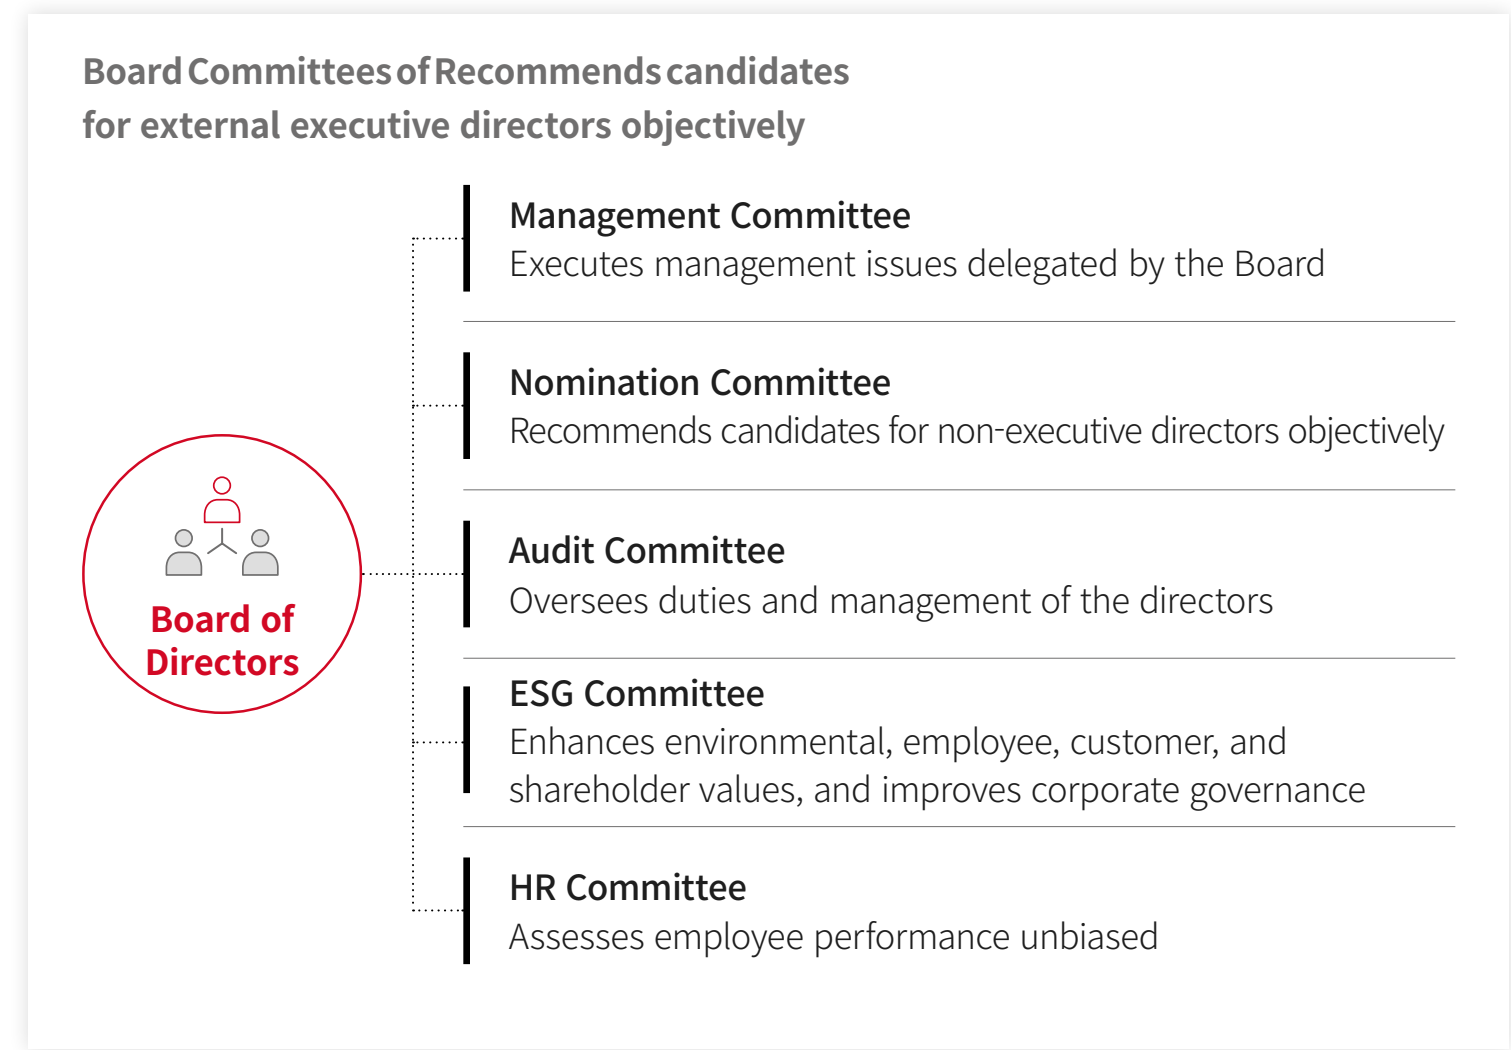 Board Committees of Recommends candidates
for external executive directors objectively
Management Committee
Executes management issues delegated by the Board
Nomination Committee
Recommends candidates for non-executive directors objectively
Audit Committee
Oversees duties and management of the directors
Board of
Directors
ESG Committee
Enhances environmental, employee, customer, and
shareholder values, and improves corporate governance
HR Committee
Assesses employee performance unbiased